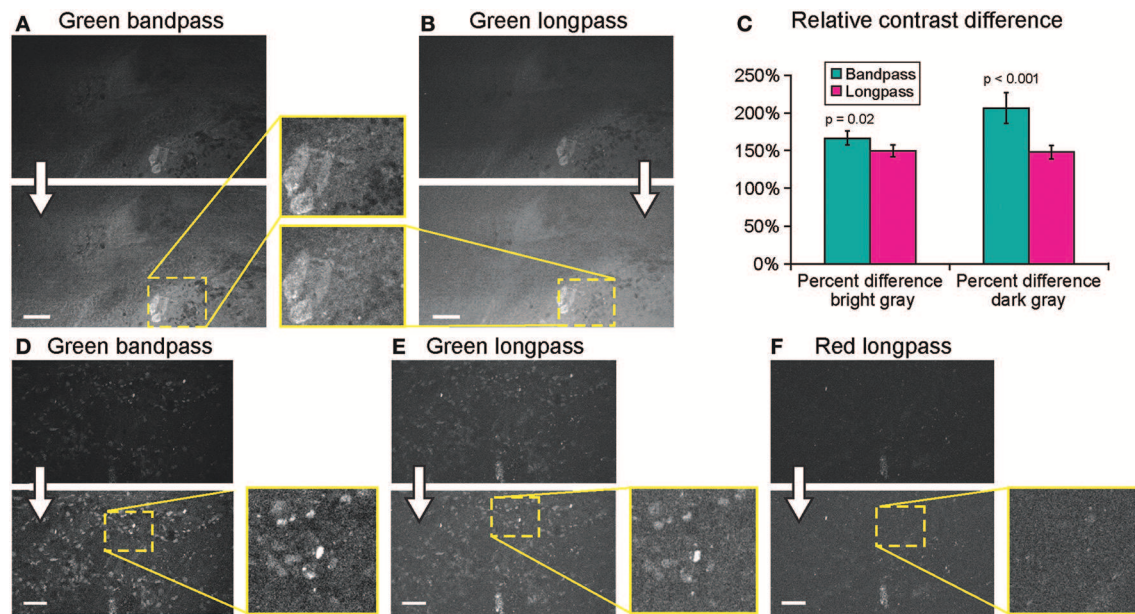 A Green bandpass
B Green longpass
C Relative contrast difference
250%
200%
150%
100%
50%
0%
Bandpass
Longpass
p = 0.02
p < 0.001
Percent difference
bright gray
Percent difference
dark gray
D Green bandpass
E Green longpass
F Red longpass